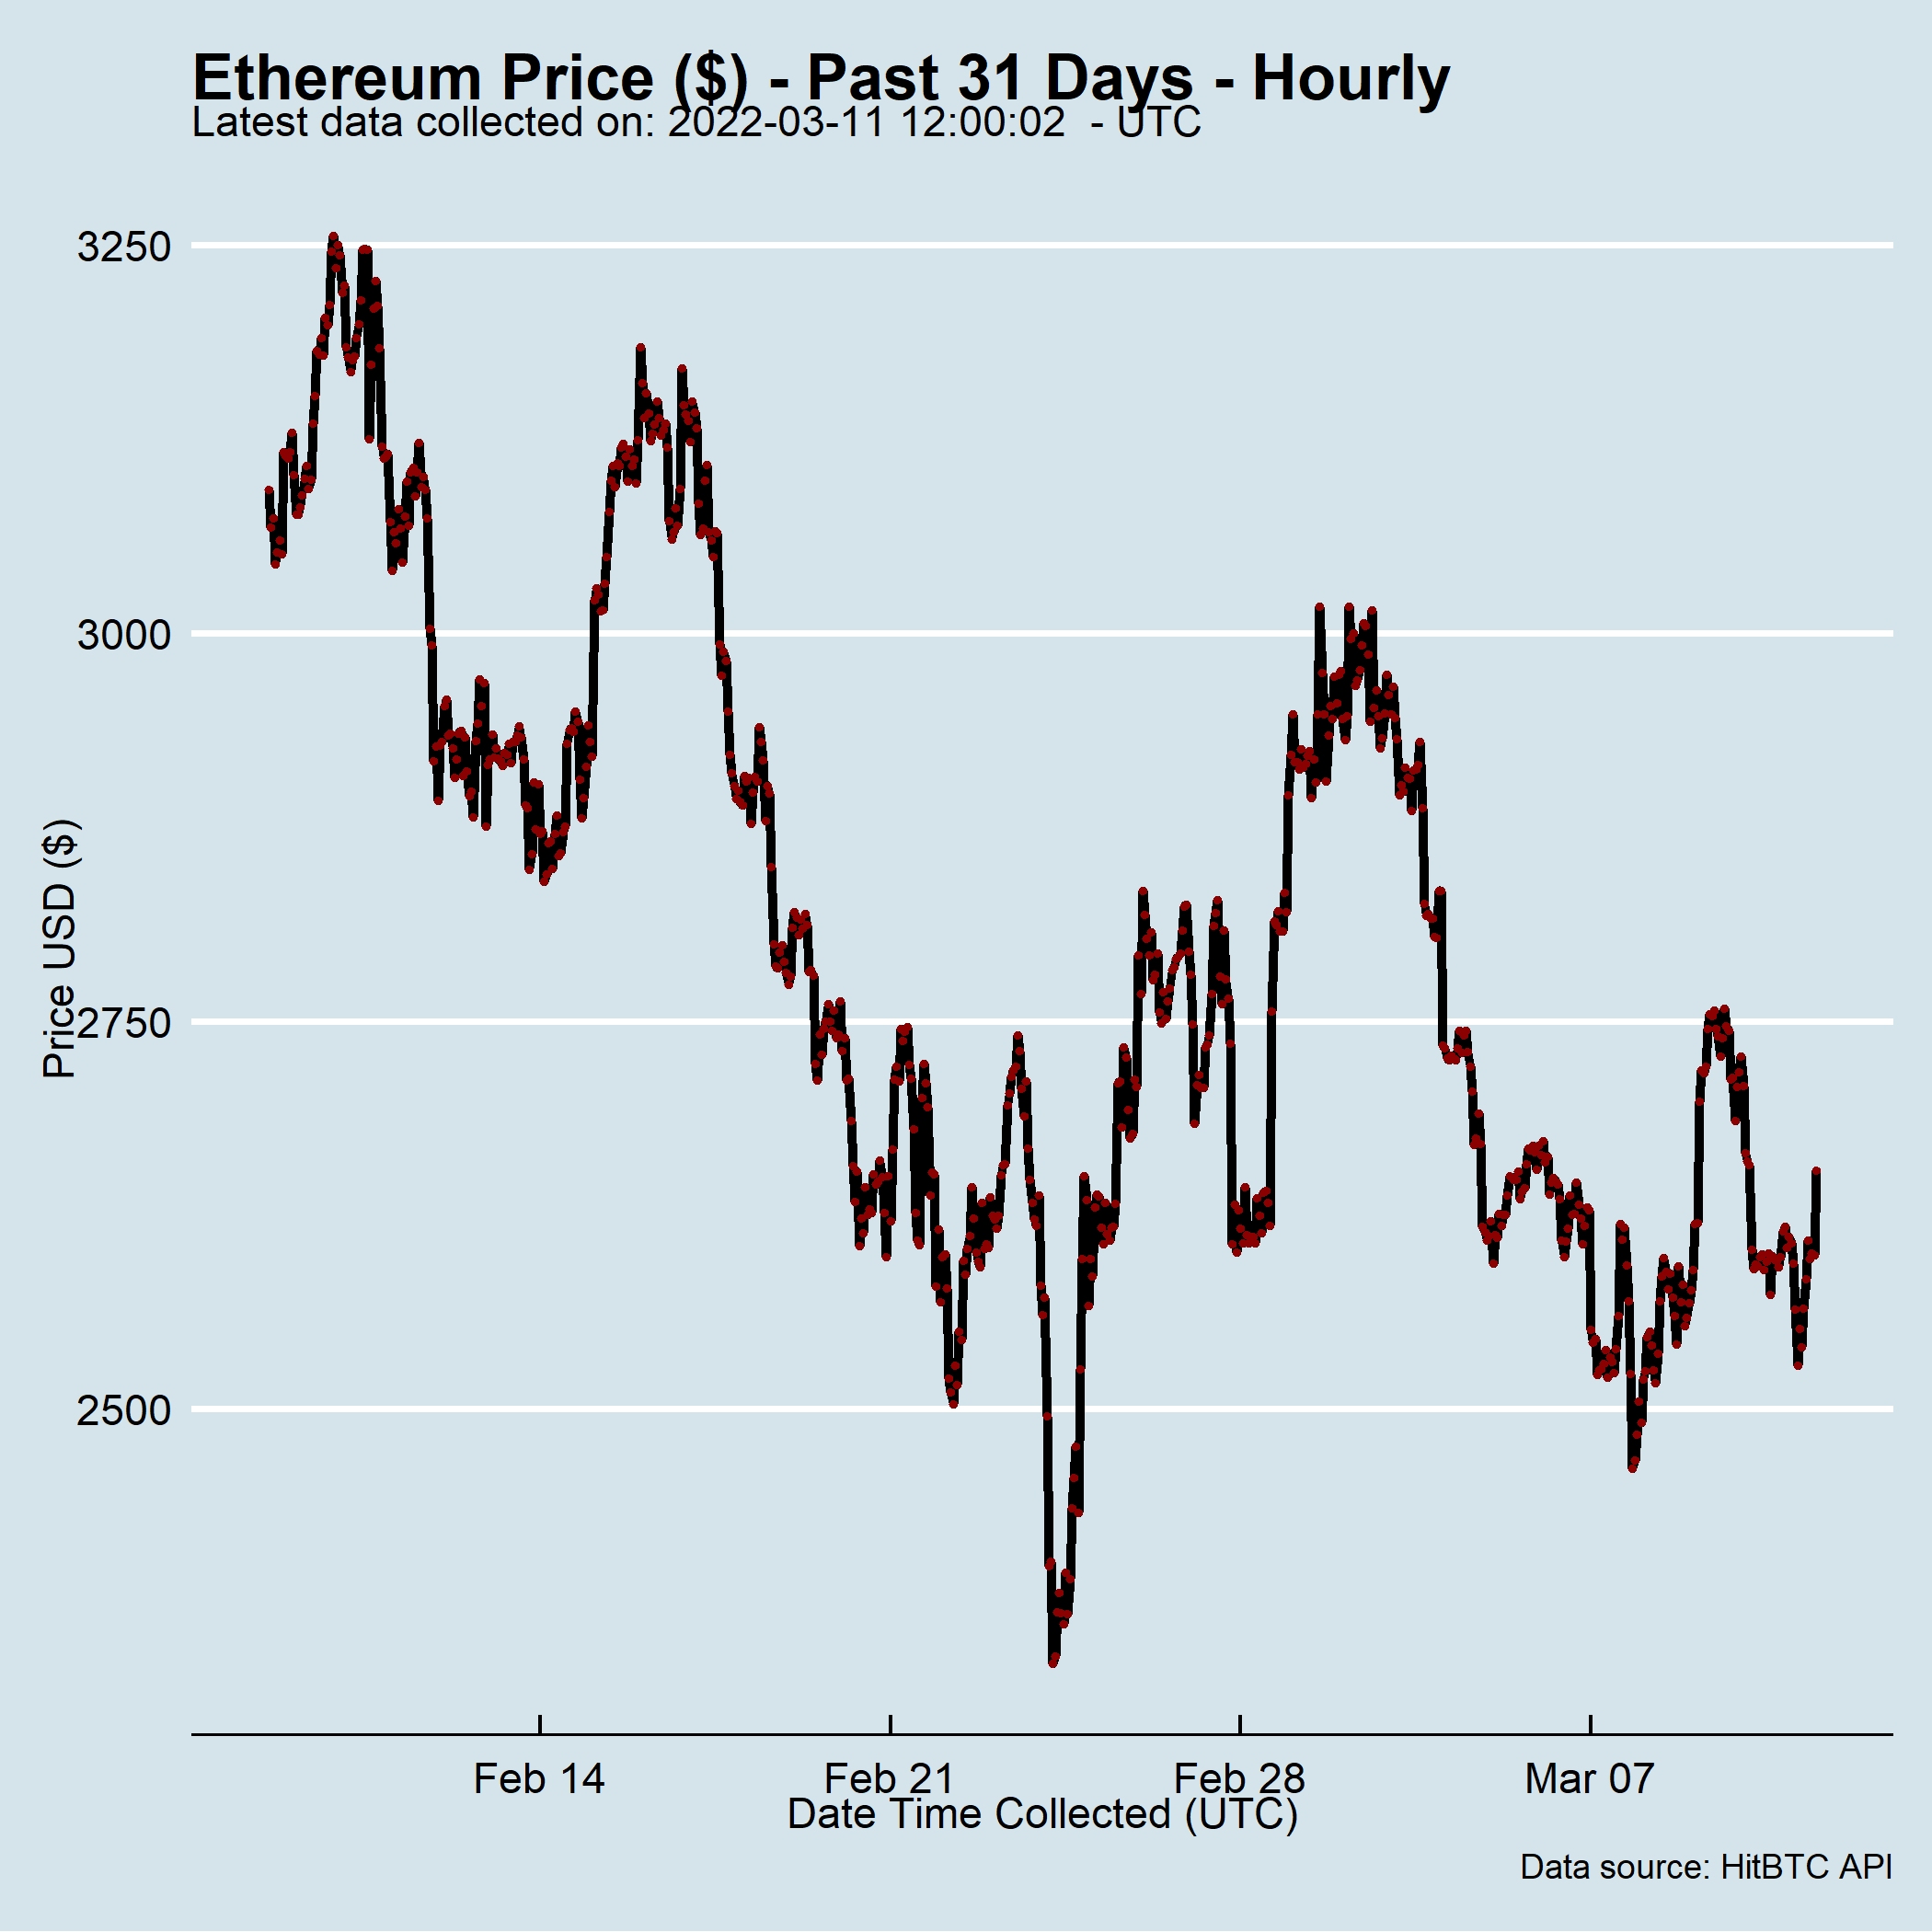 Ethereum Price ($) - Past 31 Days - Hourly
Latest data collected on: 2022-03-11 12:00:02  - UTC
3250
3000
2750
2500
Price USD ($)
Feb 14
Feb 21
Feb 28
Mar 07
Date Time Collected (UTC)
Data source: HitBTC API